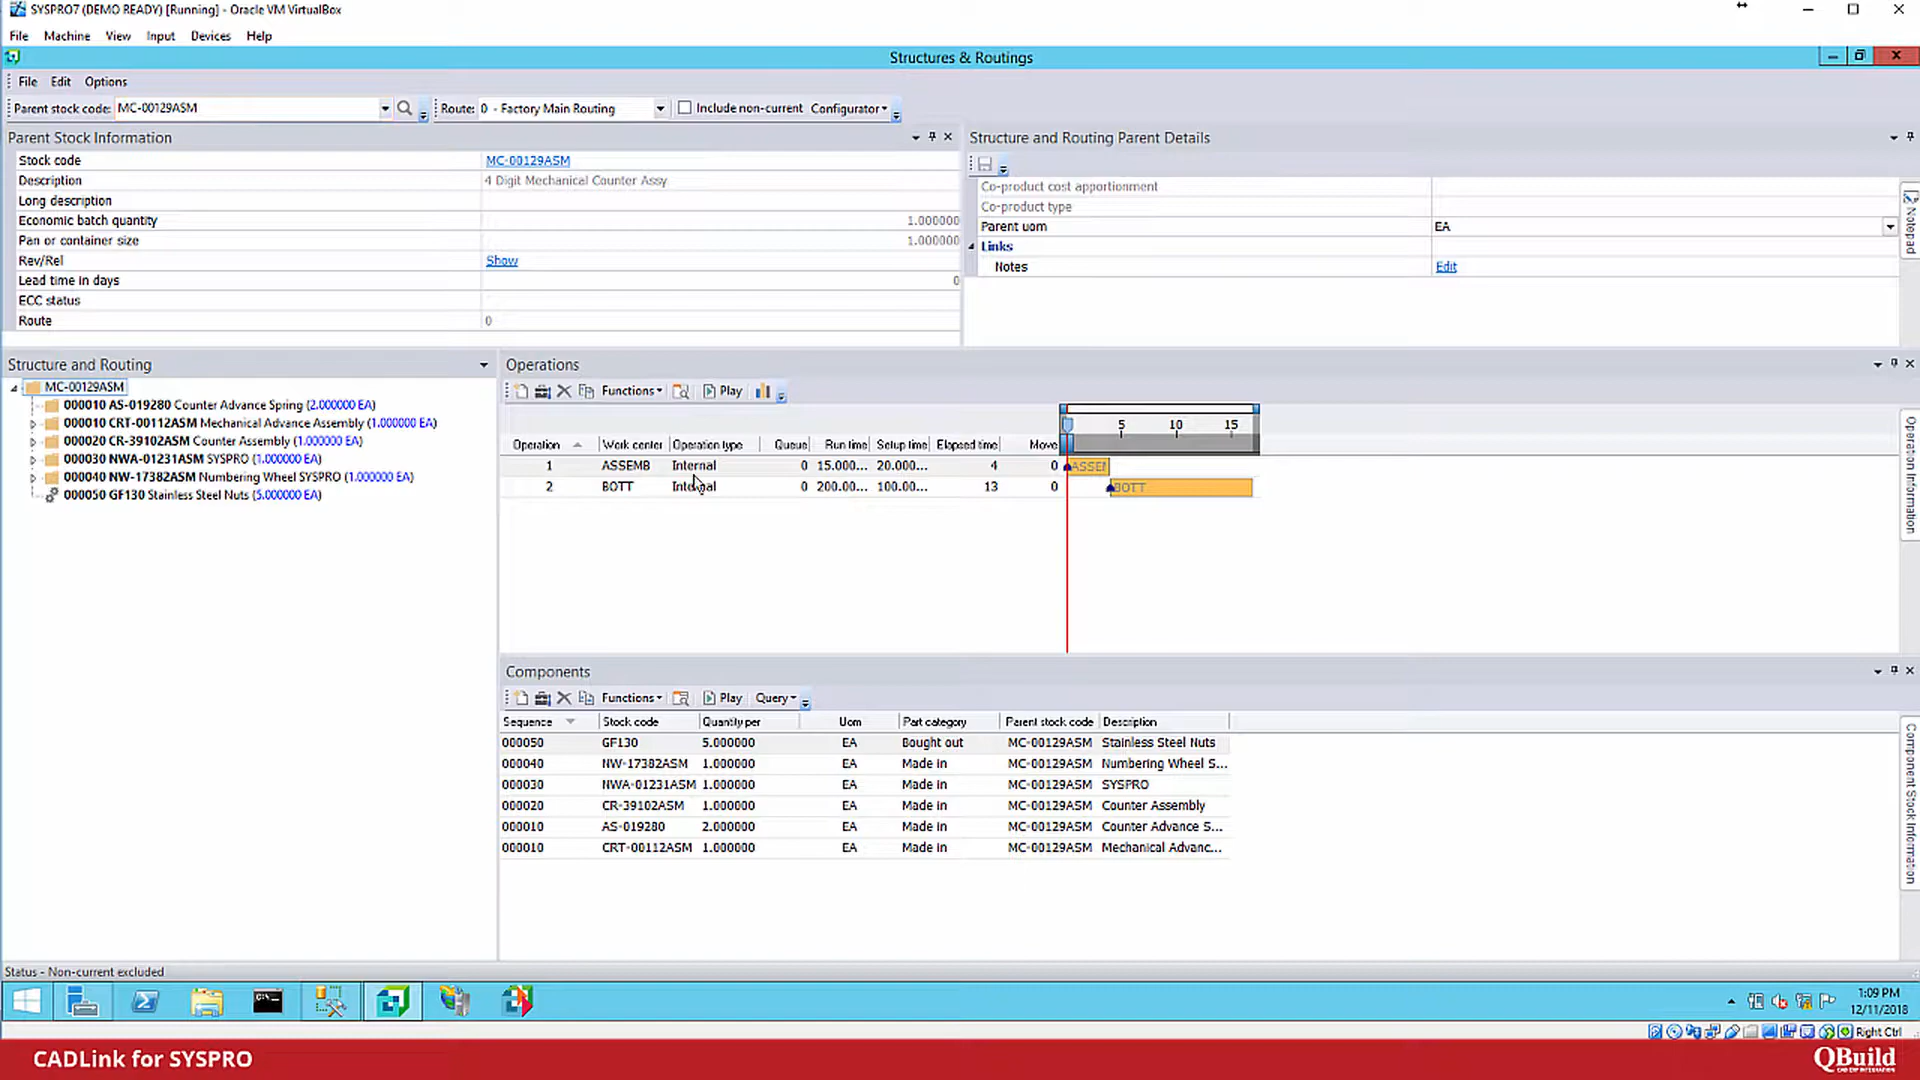 SYSPRO7 (DEMO READY) [Running] - Oracle VM VirtualBox
File Machine View Input Devices Help
Structures & Routings
File Edit Options
Parent stock code: MC-00129ASM Route: 0 - Factory Main Routing Include non-current Configurator
Parent Stock Information
Stock code MC-00129ASM
Description 4 Digit Mechanical Counter Assy
Long description
Economic batch quantity 1.000000
Pan or container size 1.000000
Rev/Rel Show
Lead time in days 0
ECC status
Route 0
Structure and Routing Parent Details
Co-product cost apportionment
Co-product type
Parent uom EA
Links
Notes Edit
Notepad
Structure and Routing
MC-00129ASM
000010 AS-019280 Counter Advance Spring (2.000000 EA)
000010 CRT-00112ASM Mechanical Advance Assembly (1.000000 EA)
000020 CR-39102ASM Counter Assembly (1.000000 EA)
000030 NWA-01231ASM SYSPRO (1.000000 EA)
000040 NW-17382ASM Numbering Wheel SYSPRO (1.000000 EA)
000050 GF130 Stainless Steel Nuts (5.000000 EA)
Operations
Functions Play
5 10 15
Operation Work center Operation type Queue Run time Setup time Elapsed time Move
1 ASSEMB Internal 0 15.000... 20.000... 4 0 ASSEM
2 BOTT Internal 0 200.00... 100.00... 13 0 BOTT
Operation Information
Components
Functions Play Query
Sequence Stock code Quantity per Uom Part category Parent stock code Description
000050 GF130 5.000000 EA Bought out MC-00129ASM Stainless Steel Nuts
000040 NW-17382ASM 1.000000 EA Made in MC-00129ASM Numbering Wheel S...
000030 NWA-01231ASM 1.000000 EA Made in MC-00129ASM SYSPRO
000020 CR-39102ASM 1.000000 EA Made in MC-00129ASM Counter Assembly
000010 AS-019280 2.000000 EA Made in MC-00129ASM Counter Advance S...
000010 CRT-00112ASM 1.000000 EA Made in MC-00129ASM Mechanical Advanc...
Component Stock Information
Status - Non-current excluded
1:09 PM
12/11/2018
Right Ctrl
CADLink for SYSPRO
QBuild